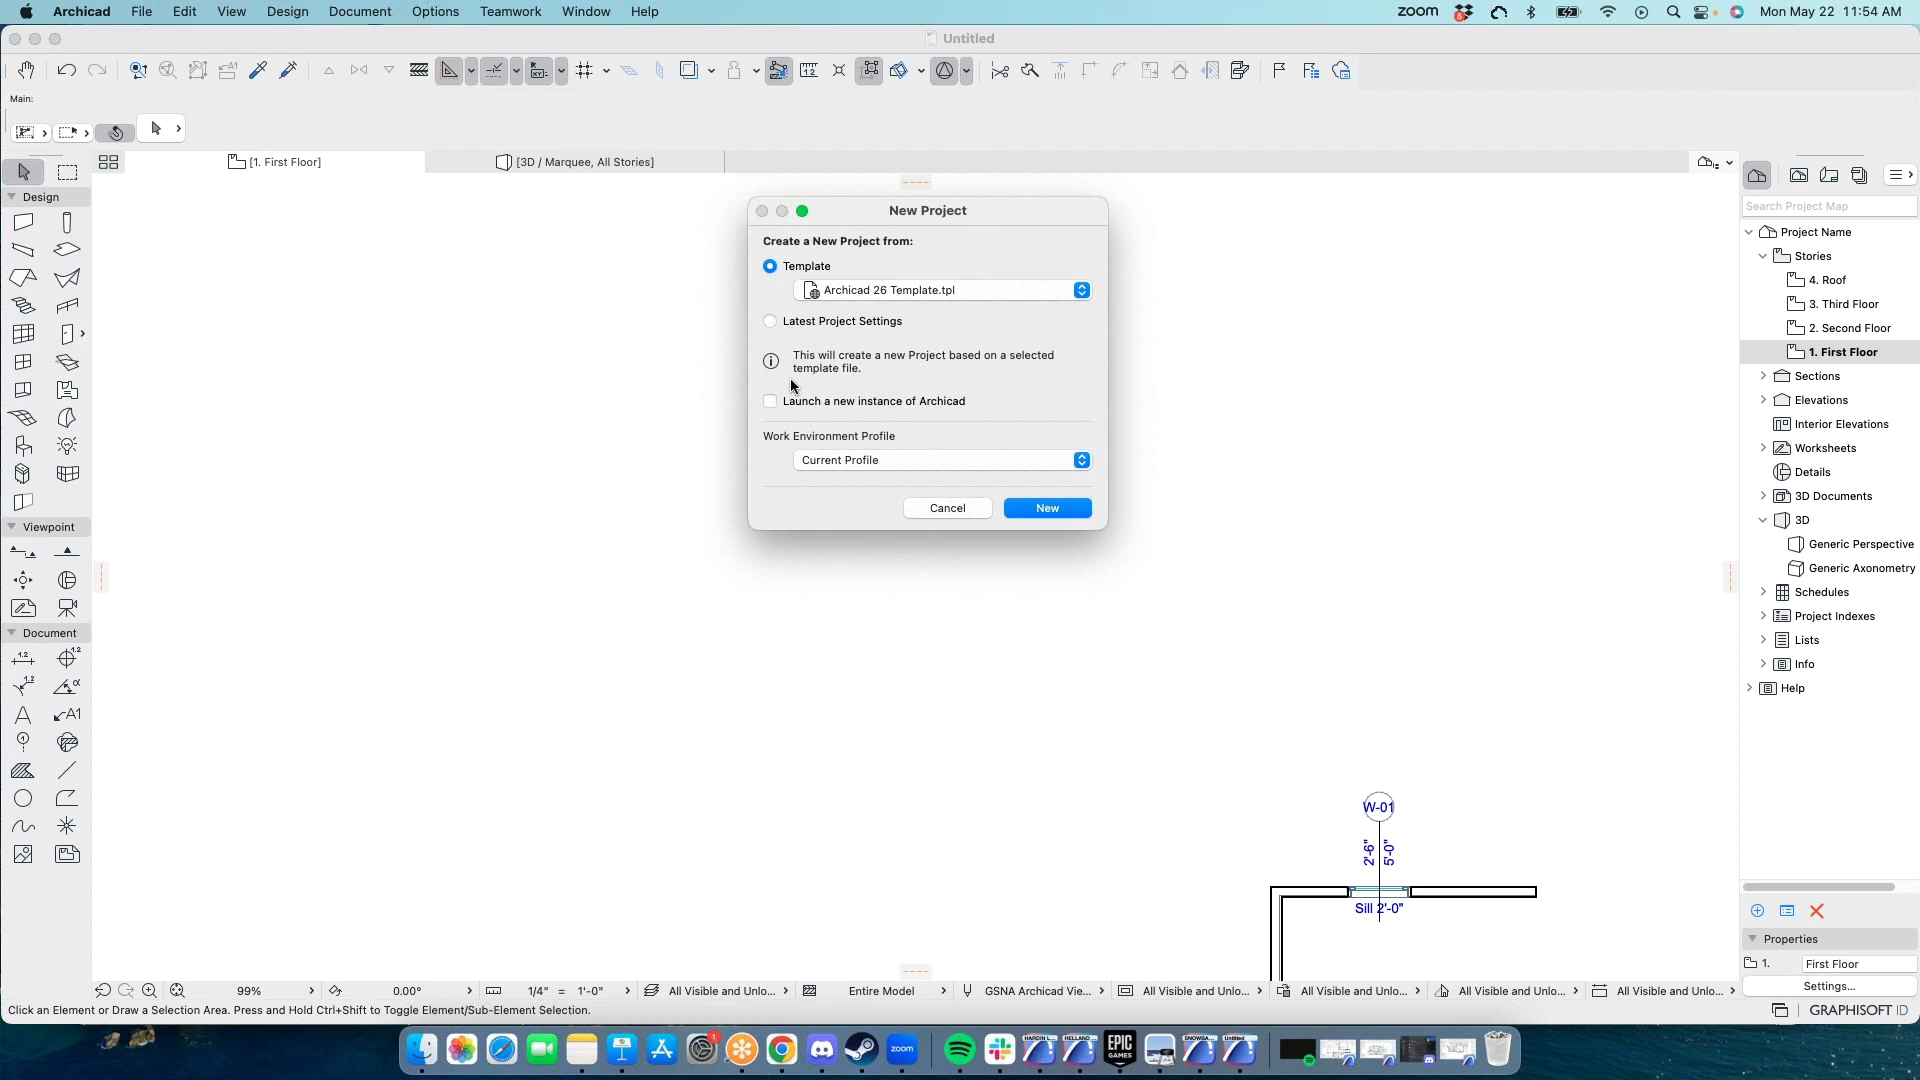 Archicad File Edit View Design Document Options Teamwork Window Help
zoom
Mon May 22 11:54 AM
Untitled
Main:
[1. First Floor]
[3D / Marquee, All Stories]
Design
Viewpoint
Document
New Project
Create a New Project from:
Template
Archicad 26 Template.tpl
Latest Project Settings
This will create a new Project based on a selected
template file.
Launch a new instance of Archicad
Work Environment Profile
Current Profile
Cancel
New
W-01
2'-6"
5'-0"
Sill 2'-0"
Search Project Map
Project Name
Stories
4. Roof
3. Third Floor
2. Second Floor
1. First Floor
Sections
Elevations
Interior Elevations
Worksheets
Details
3D Documents
3D
Generic Perspective
Generic Axonometry
Schedules
Project Indexes
Lists
Info
Help
Properties
1. First Floor
Settings...
99%
0.00°
1/4" = 1'-0"
All Visible and Unlo...
Entire Model
GSNA Archicad Vie...
All Visible and Unlo...
All Visible and Unlo...
All Visible and Unlo...
All Visible and Unlo...
Click an Element or Draw a Selection Area. Press and Hold Ctrl+Shift to Toggle Element/Sub-Element Selection.
GRAPHISOFT ID
zoom
HARDIN L...
HELLAND...
EPIC
GAMES
SNOWDA...
Untitled